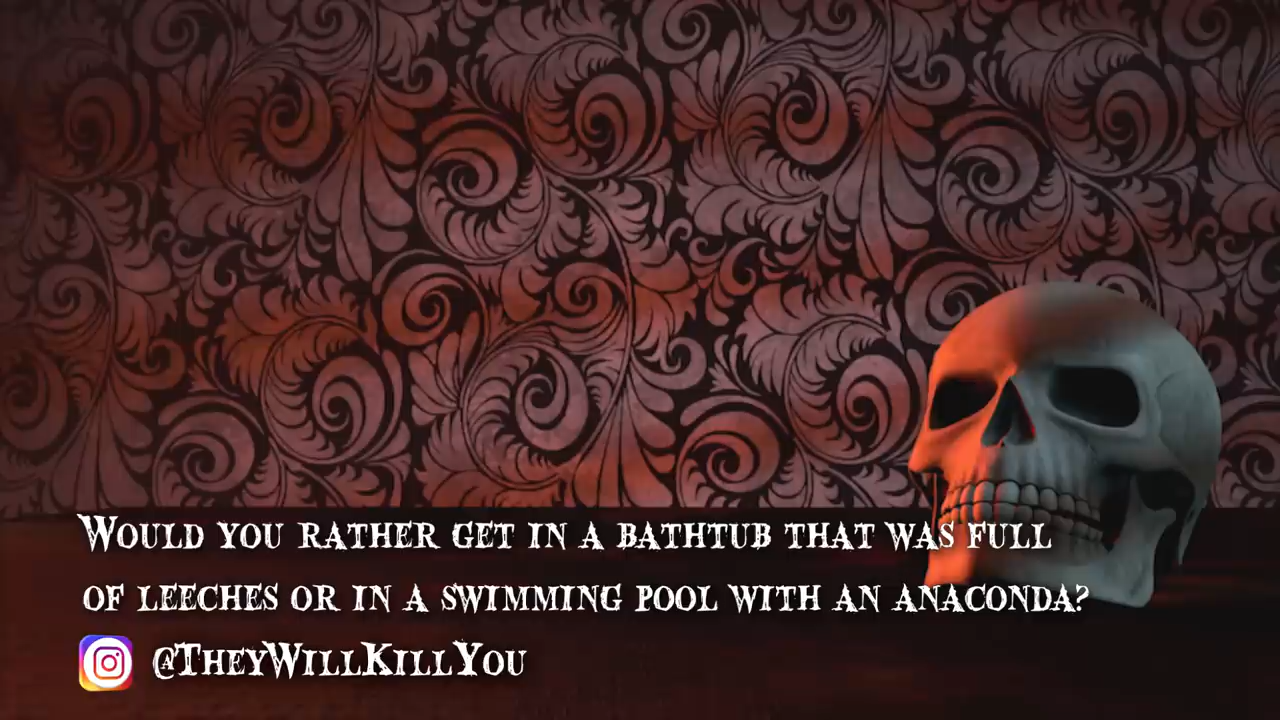 Would you rather get in a bathtub that was full
of leeches or in a swimming pool with an anaconda?
@TheyWillKillYou